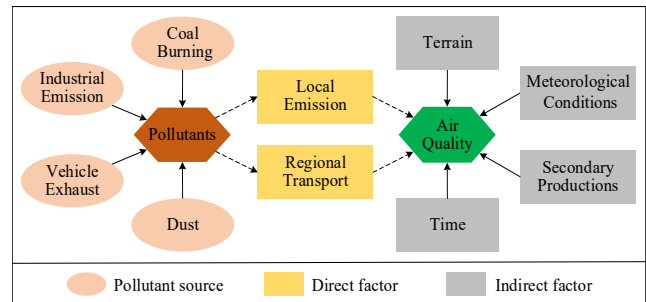 Coal
Burning
Industrial
Emission
Pollutants
Vehicle
Exhaust
Dust
Local
Emission
Regional
Transport
Terrain
Air
Quality
Time
Meteorological
Conditions
Secondary
Productions
Pollutant source
Direct factor
Indirect factor